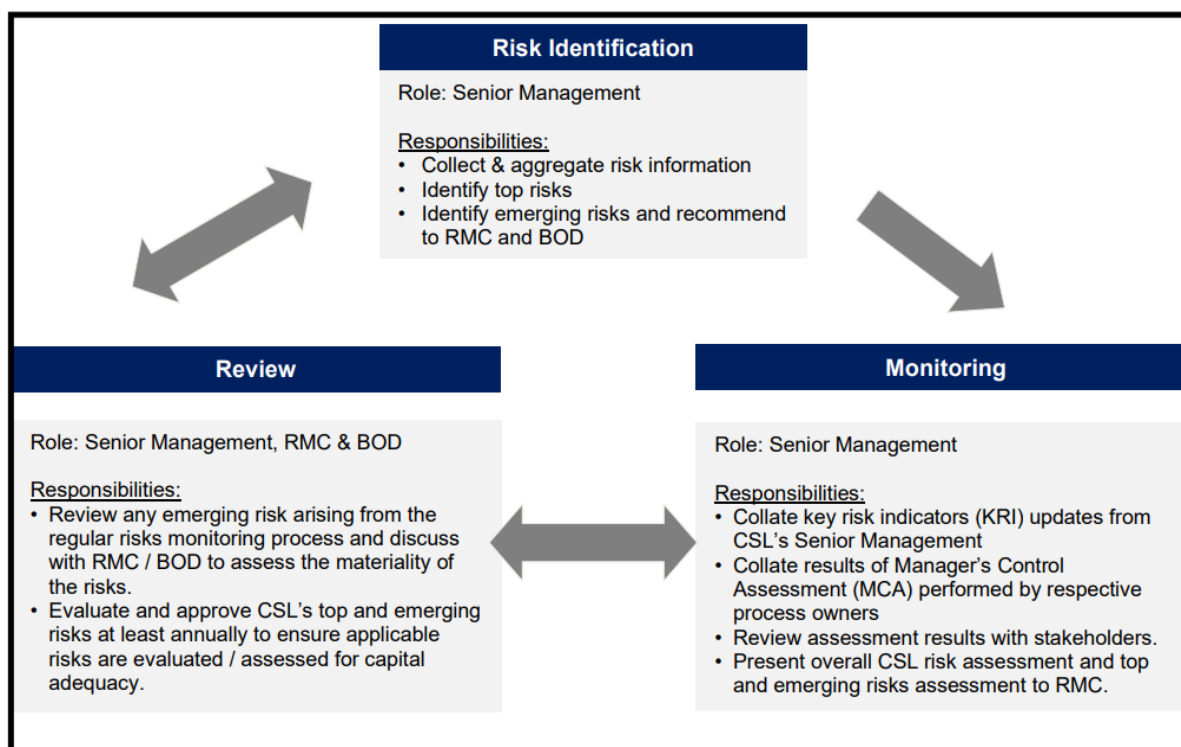 Risk Identification
Role: Senior Management
Responsibilities:
• Collect & aggregate risk information
• Identify top risks
• Identify emerging risks and recommend
to RMC and BOD
Review
Role: Senior Management, RMC & BOD
Responsibilities:
• Review any emerging risk arising from the
regular risks monitoring process and discuss
with RMC / BOD to assess the materiality of
the risks.
• Evaluate and approve CSL's top and emerging
risks at least annually to ensure applicable
risks are evaluated / assessed for capital
adequacy.
Monitoring
Role: Senior Management
Responsibilities:
• Collate key risk indicators (KRI) updates from
CSL's Senior Management
• Collate results of Manager's Control
Assessment (MCA) performed by respective
process owners
• Review assessment results with stakeholders.
• Present overall CSL risk assessment and top
and emerging risks assessment to RMC.